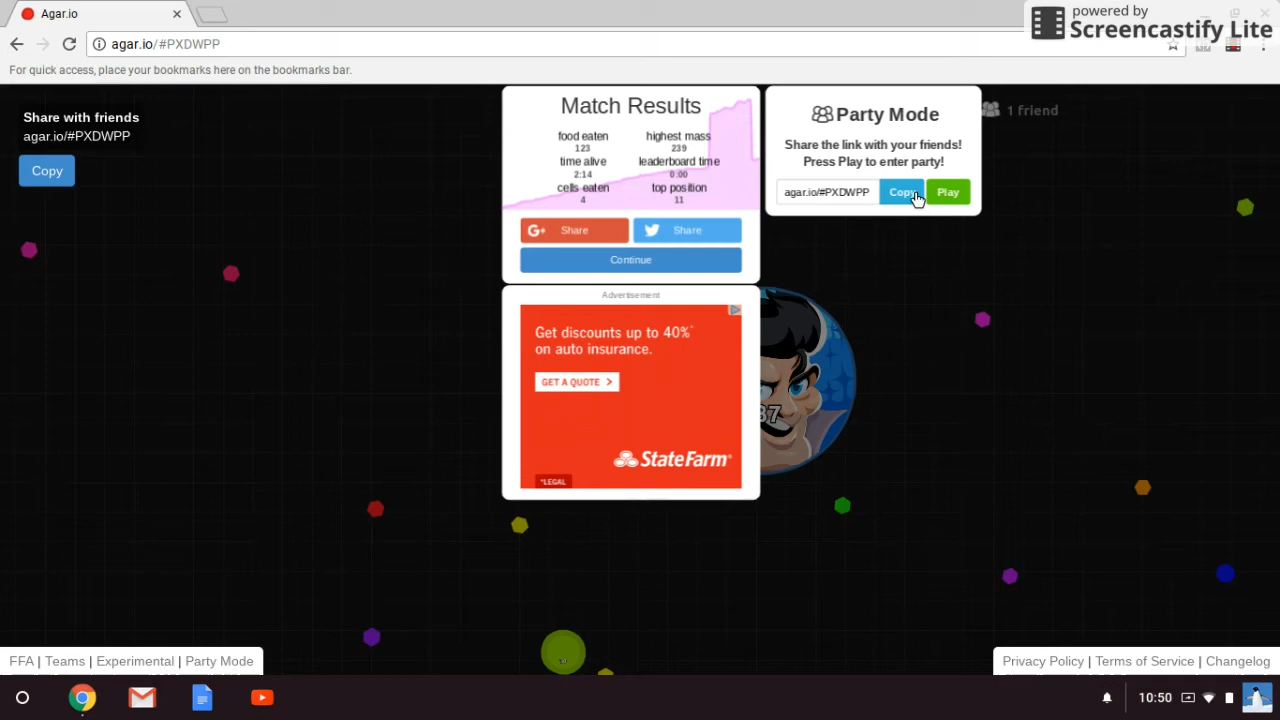 Agar.io
powered by
Screencastify Lite
agar.io/#PXDWPP
For quick access, place your bookmarks here on the bookmarks bar.
Share with friends
agar.io/#PXDWPP
Copy
Match Results
food eaten
123
highest mass
239
time alive
2:14
leaderboard time
0:00
cells eaten
4
top position
11
G+ Share
Share
Continue
Party Mode
Share the link with your friends!
Press Play to enter party!
agar.io/#PXDWPP Copy Play
1 friend
Advertisement
Get discounts up to 40%*
on auto insurance.
GET A QUOTE >
StateFarm®
*LEGAL
37
FFA | Teams | Experimental | Party Mode
Privacy Policy | Terms of Service | Changelog
10:50